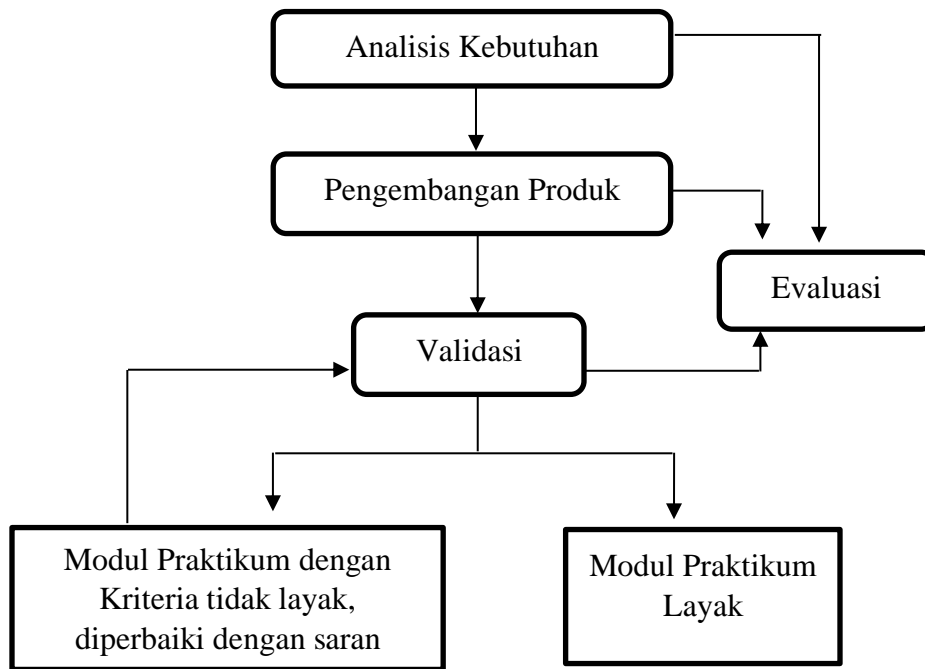 Analisis Kebutuhan
Pengembangan Produk
Evaluasi
Validasi
Modul Praktikum dengan
Kriteria tidak layak,
diperbaiki dengan saran
Modul Praktikum
Layak